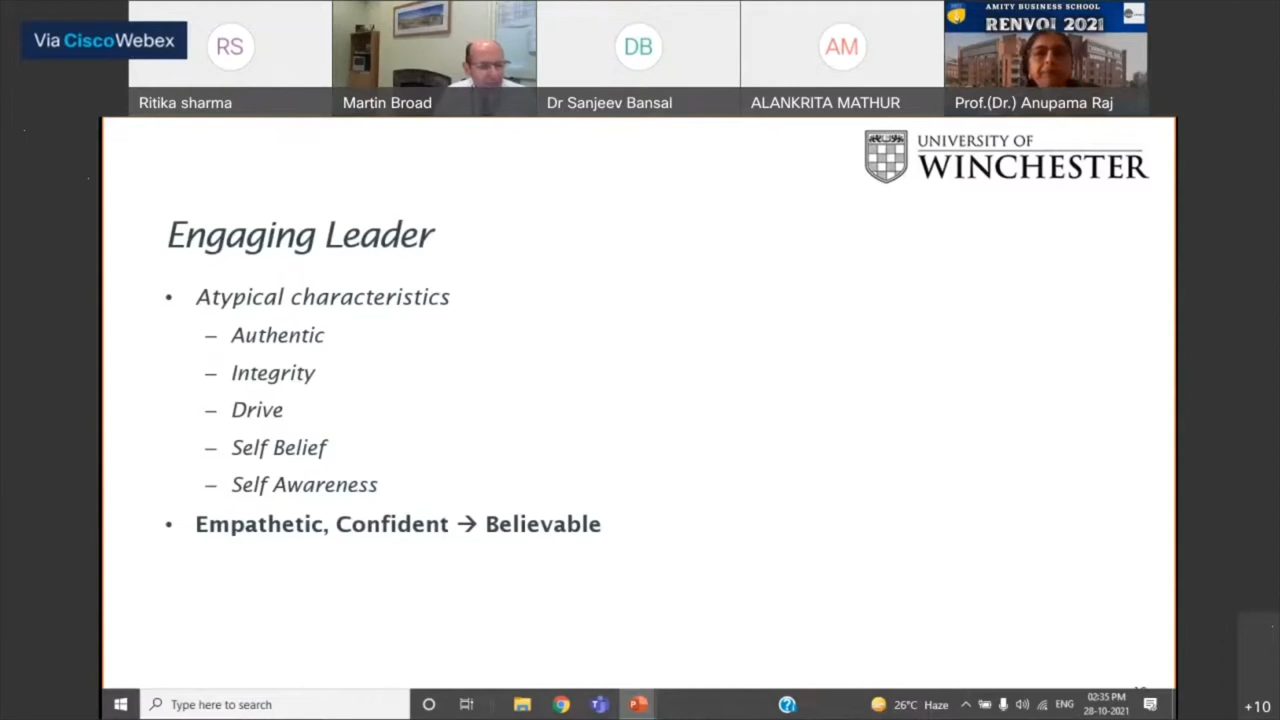 Via CiscoWebex
RS
DB
AM
AMITY BUSINESS SCHOOL
RENVOI 2021
Ritika sharma
Martin Broad
Dr Sanjeev Bansal
ALANKRITA MATHUR
Prof.(Dr.) Anupama Raj
UNIVERSITY OF
WINCHESTER
Engaging Leader
• Atypical characteristics
– Authentic
– Integrity
– Drive
– Self Belief
– Self Awareness
• Empathetic, Confident → Believable
Type here to search
26°C Haze
ENG
02:35 PM
28-10-2021
+10